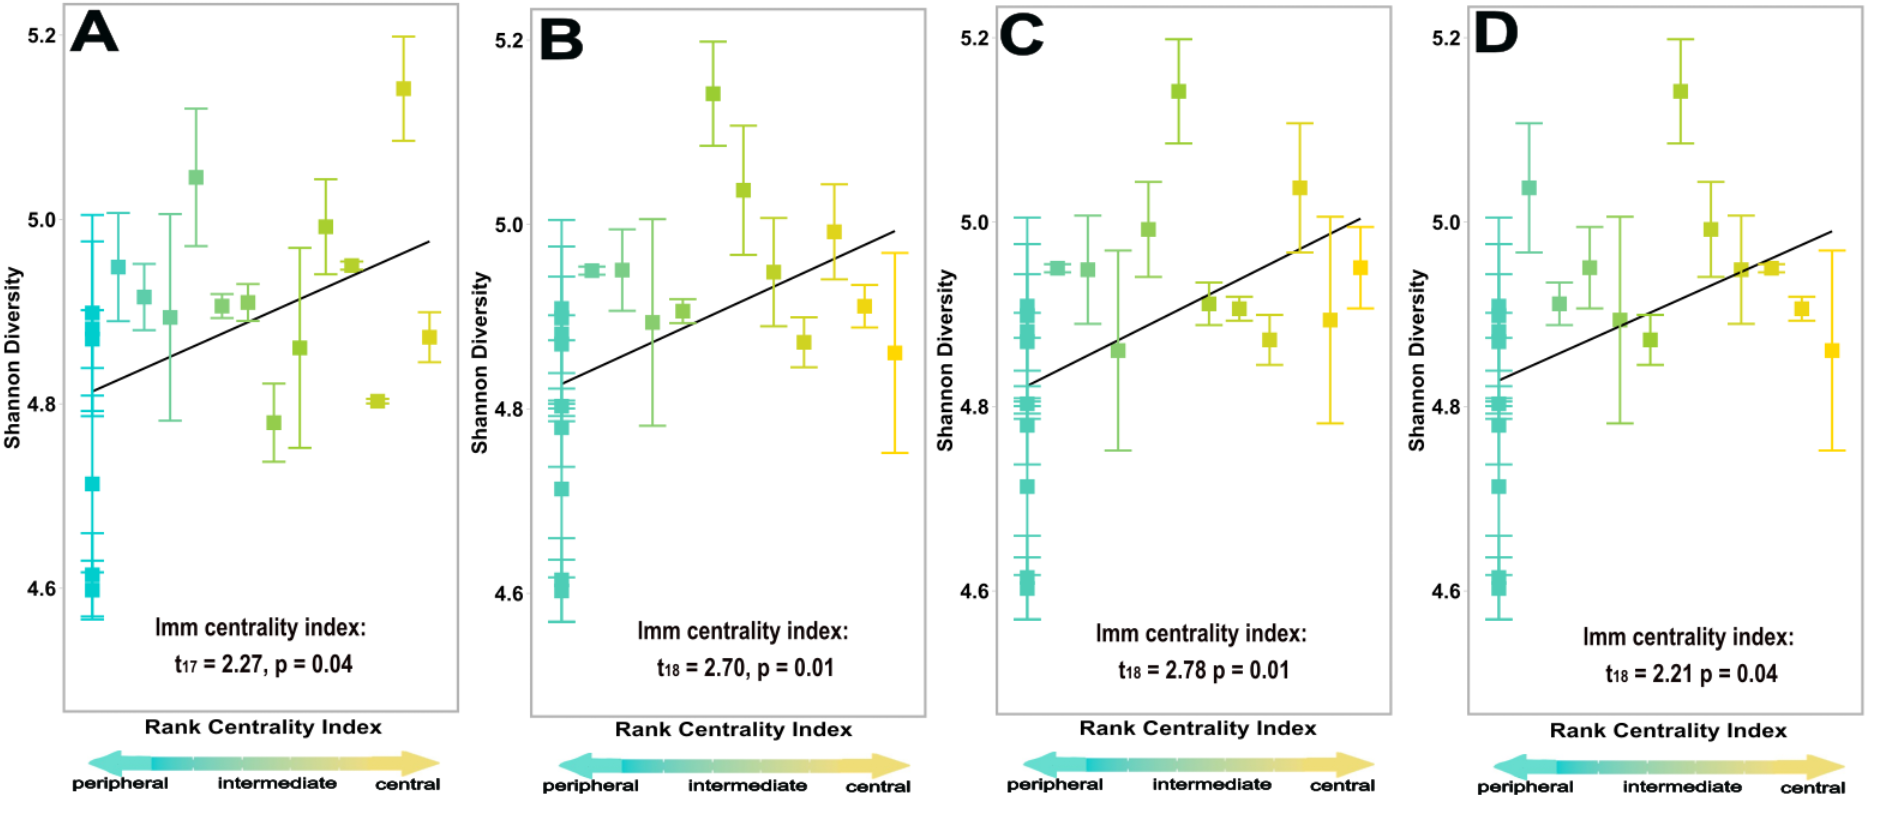 A
5.2
5.0
4.8
4.6
Shannon Diversity
lmm centrality index:
t17 = 2.27, p = 0.04
Rank Centrality Index
peripheral intermediate central
B
5.2
5.0
4.8
4.6
Shannon Diversity
lmm centrality index:
t18 = 2.70, p = 0.01
Rank Centrality Index
peripheral intermediate central
C
5.2
5.0
4.8
4.6
Shannon Diversity
lmm centrality index:
t18 = 2.78 p = 0.01
Rank Centrality Index
peripheral intermediate central
D
5.2
5.0
4.8
4.6
Shannon Diversity
lmm centrality index:
t18 = 2.21 p = 0.04
Rank Centrality Index
peripheral intermediate central